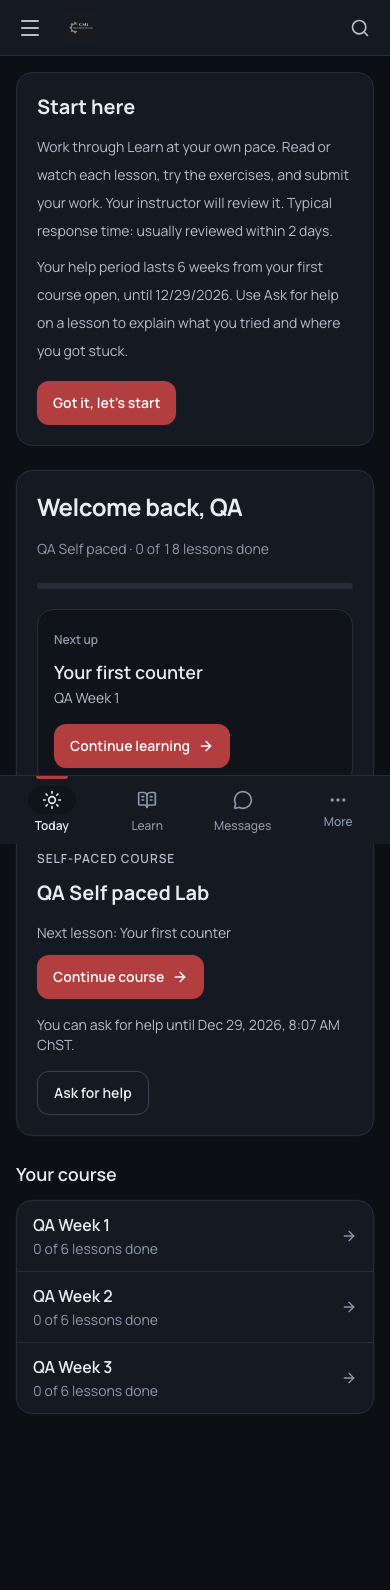 Start here
Work through Learn at your own pace. Read or
watch each lesson, try the exercises, and submit
your work. Your instructor will review it. Typical
response time: usually reviewed within 2 days.
Your help period lasts 6 weeks from your first
course open, until 12/29/2026. Use Ask for help
on a lesson to explain what you tried and where
you got stuck.
Got it, let's start
Welcome back, QA
QA Self paced · 0 of 18 lessons done
Next up
Your first counter
QA Week 1
Continue learning
Today
Learn
Messages
More
SELF-PACED COURSE
QA Self paced Lab
Next lesson: Your first counter
Continue course
You can ask for help until Dec 29, 2026, 8:07 AM
ChST.
Ask for help
Your course
QA Week 1
0 of 6 lessons done
QA Week 2
0 of 6 lessons done
QA Week 3
0 of 6 lessons done